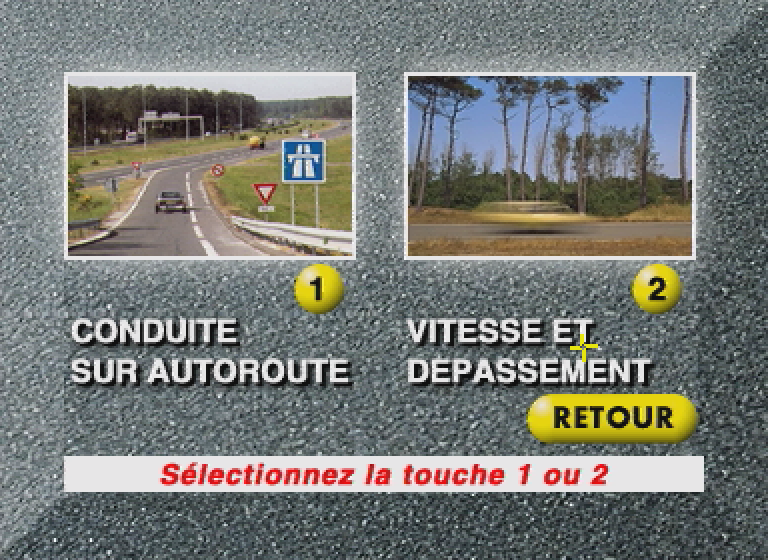 1
2
CONDUITE
SUR AUTOROUTE
VITESSE ET
DEPASSEMENT
RETOUR
Sélectionnez la touche 1 ou 2